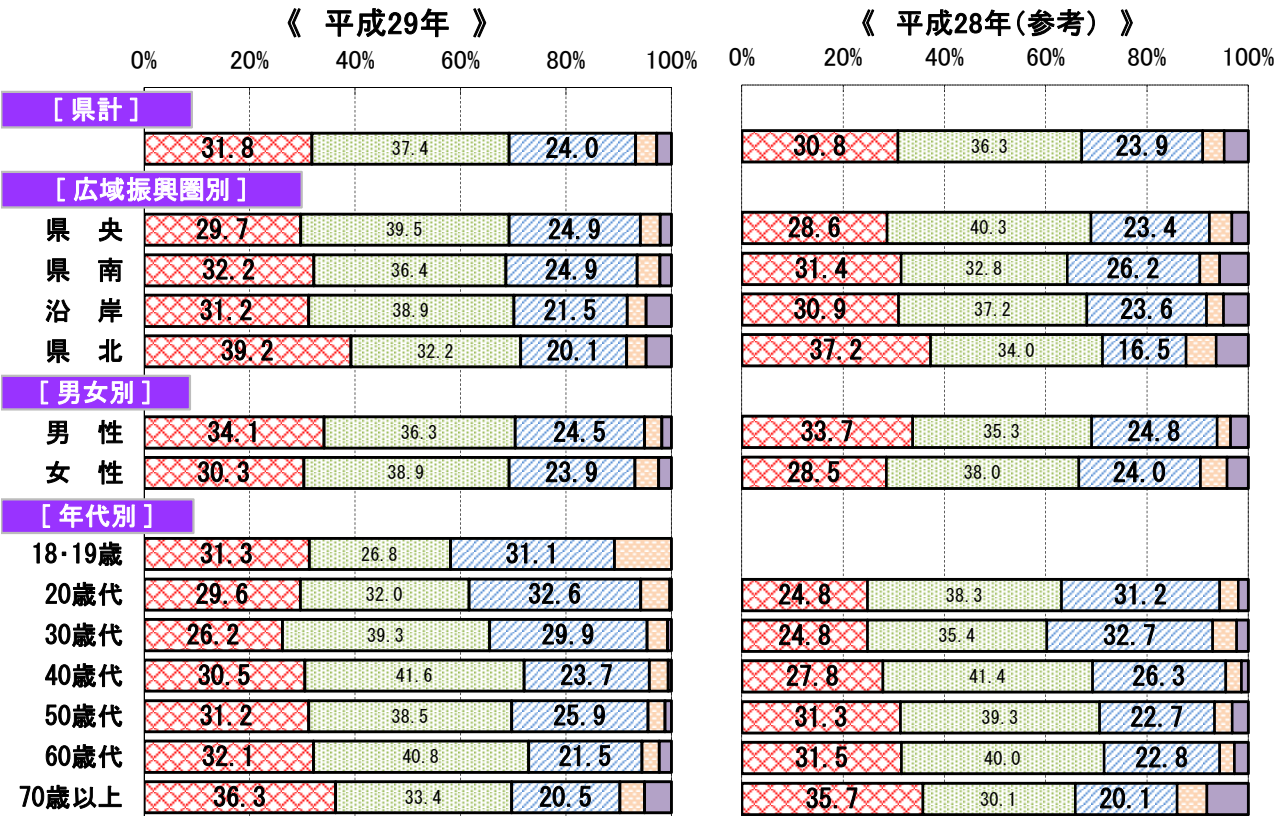 《 平成29年 》 《 平成28年（参考） 》
0% 20% 40% 60% 80% 100% 0% 20% 40% 60% 80% 100%
［県計］
31.8 37.4 24.0 30.8 36.3 23.9
［広域振興圏別］
県 央 29.7 39.5 24.9 28.6 40.3 23.4
県 南 32.2 36.4 24.9 31.4 32.8 26.2
沿 岸 31.2 38.9 21.5 30.9 37.2 23.6
県 北 39.2 32.2 20.1 37.2 34.0 16.5
［男女別］
男 性 34.1 36.3 24.5 33.7 35.3 24.8
女 性 30.3 38.9 23.9 28.5 38.0 24.0
［年代別］
18・19歳 31.3 26.8 31.1
20歳代 29.6 32.0 32.6 24.8 38.3 31.2
30歳代 26.2 39.3 29.9 24.8 35.4 32.7
40歳代 30.5 41.6 23.7 27.8 41.4 26.3
50歳代 31.2 38.5 25.9 31.3 39.3 22.7
60歳代 32.1 40.8 21.5 31.5 40.0 22.8
70歳以上 36.3 33.4 20.5 35.7 30.1 20.1